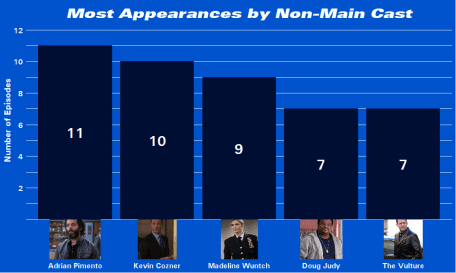 Most Appearances by Non-Main Cast
Number of Episodes
12
10
8
6
4
2
11
10
9
7
7
Adrian Pimento
Kevin Cozner
Madeline Wuntch
Doug Judy
The Vulture